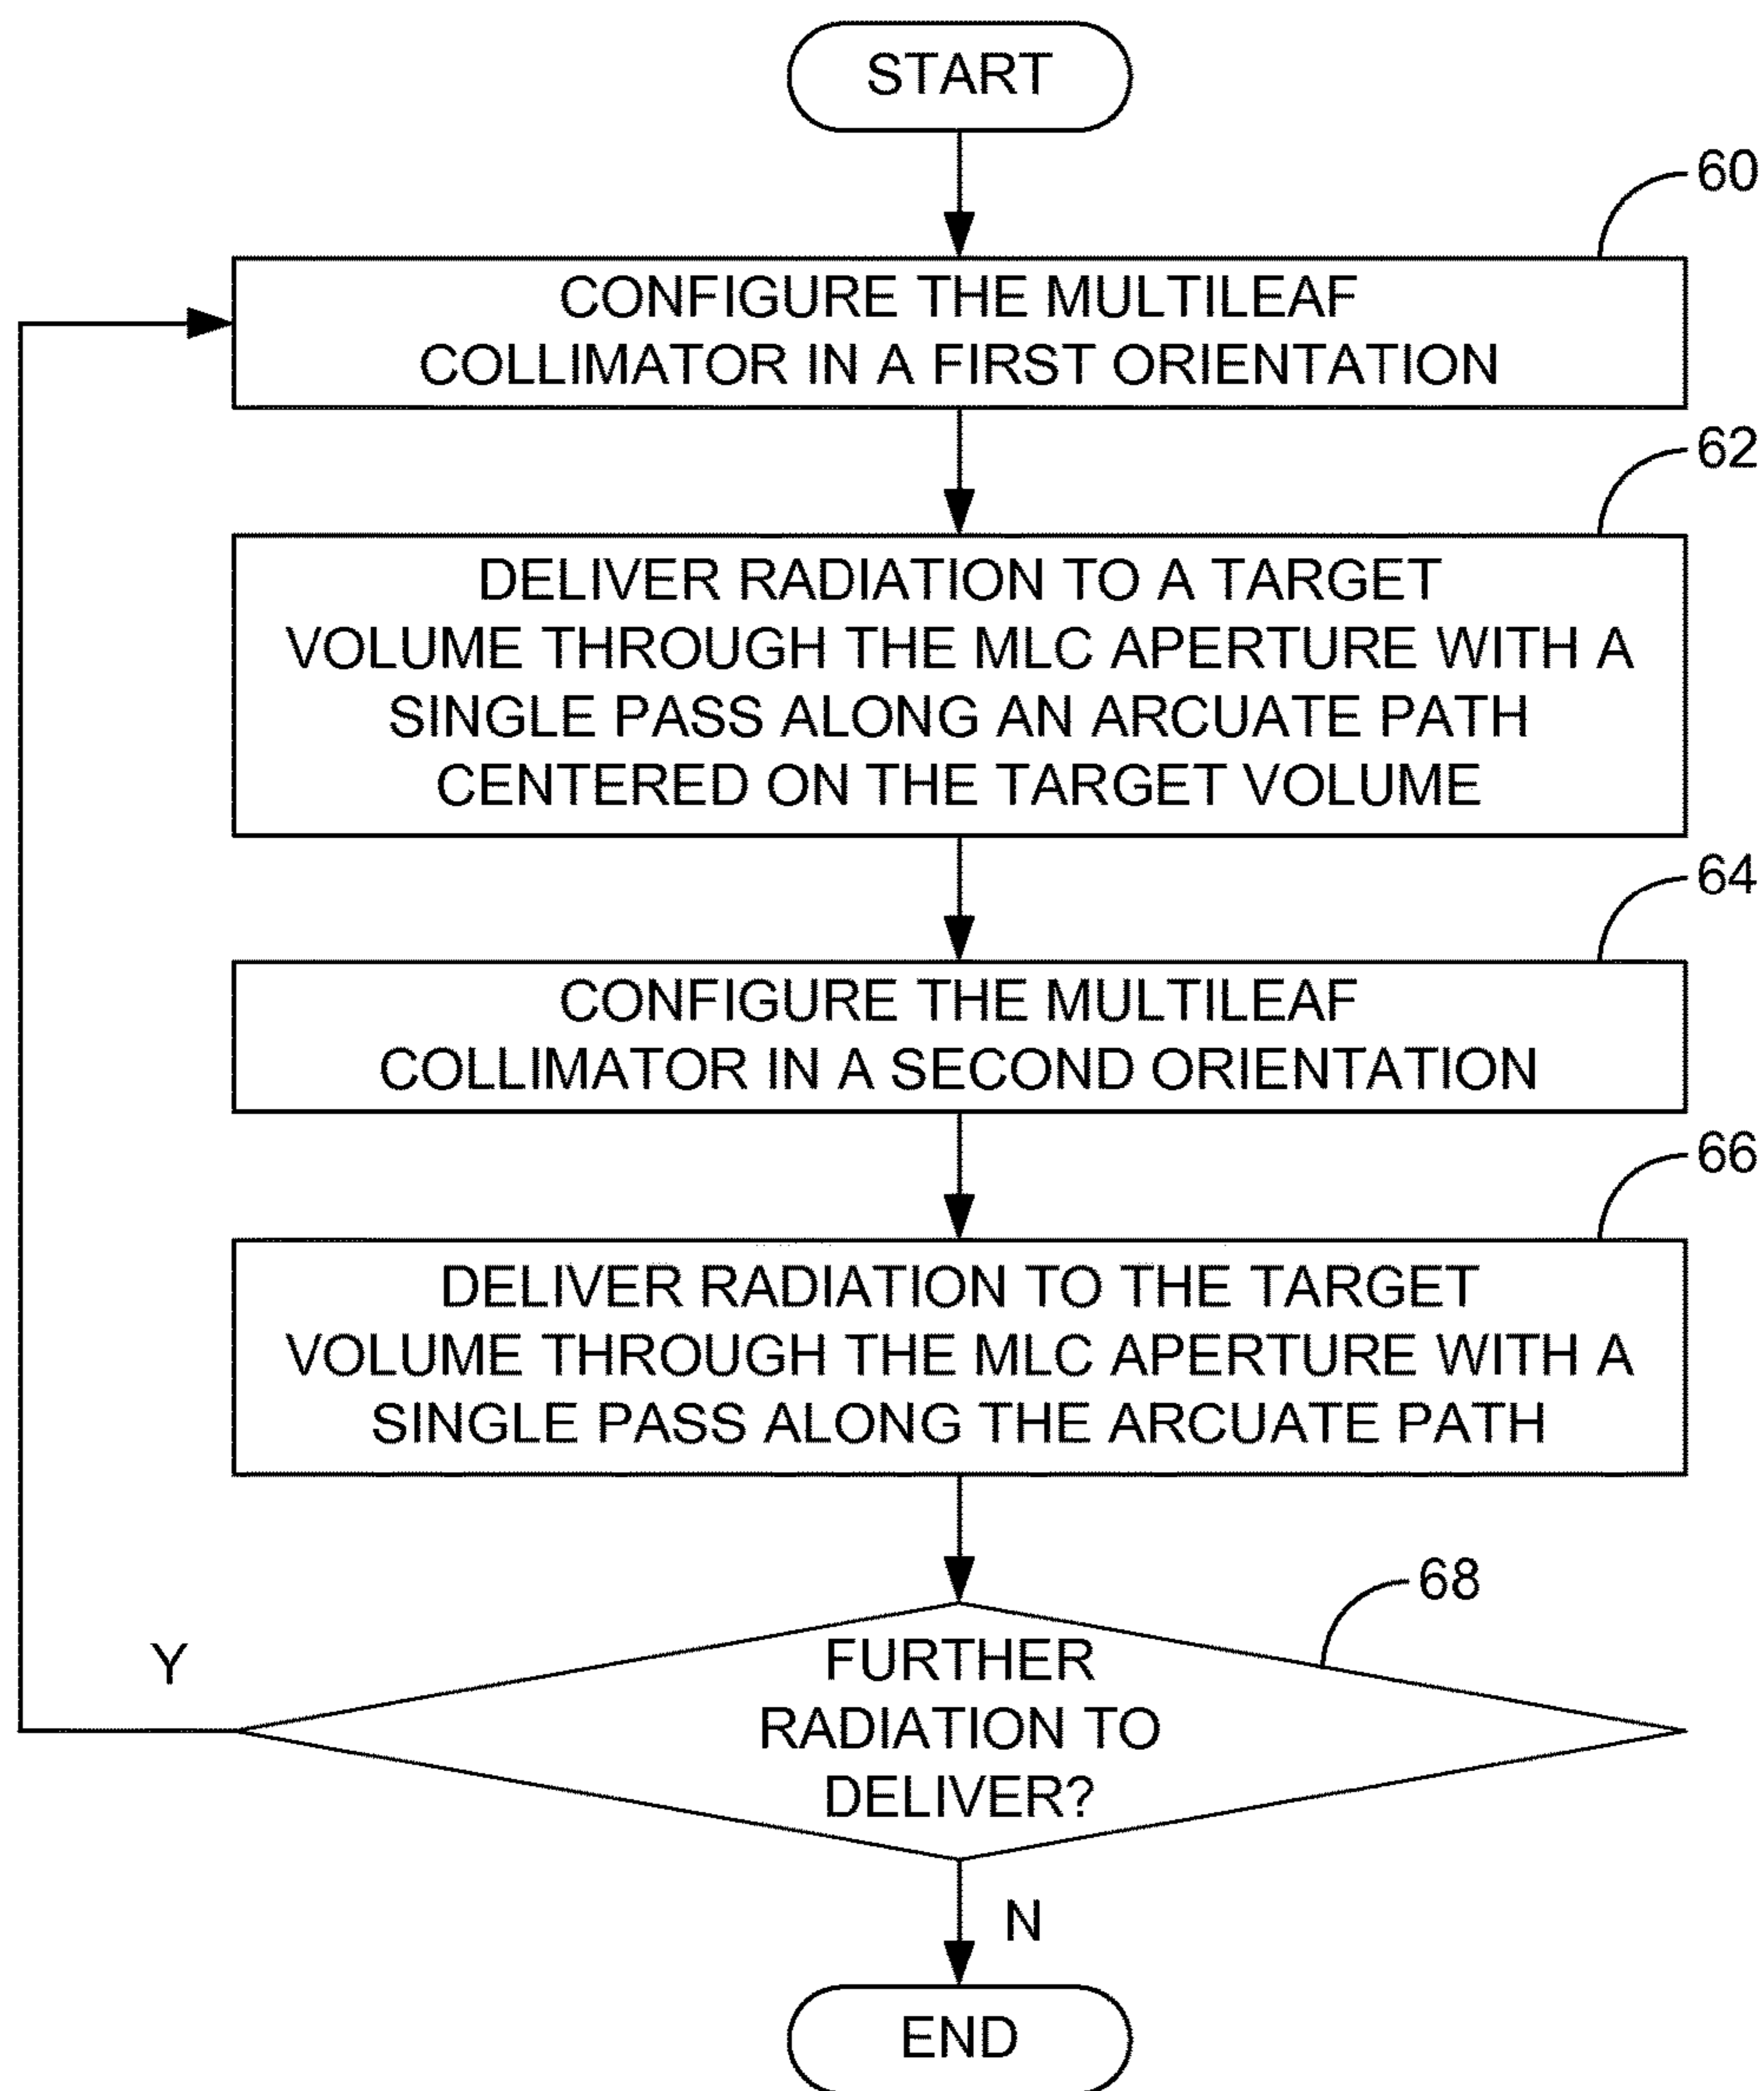 START
60
CONFIGURE THE MULTILEAF
COLLIMATOR IN A FIRST ORIENTATION
62
DELIVER RADIATION TO A TARGET
VOLUME THROUGH THE MLC APERTURE WITH A
SINGLE PASS ALONG AN ARCUATE PATH
CENTERED ON THE TARGET VOLUME
64
CONFIGURE THE MULTILEAF
COLLIMATOR IN A SECOND ORIENTATION
66
DELIVER RADIATION TO THE TARGET
VOLUME THROUGH THE MLC APERTURE WITH A
SINGLE PASS ALONG THE ARCUATE PATH
68
Y
FURTHER
RADIATION TO
DELIVER?
N
END